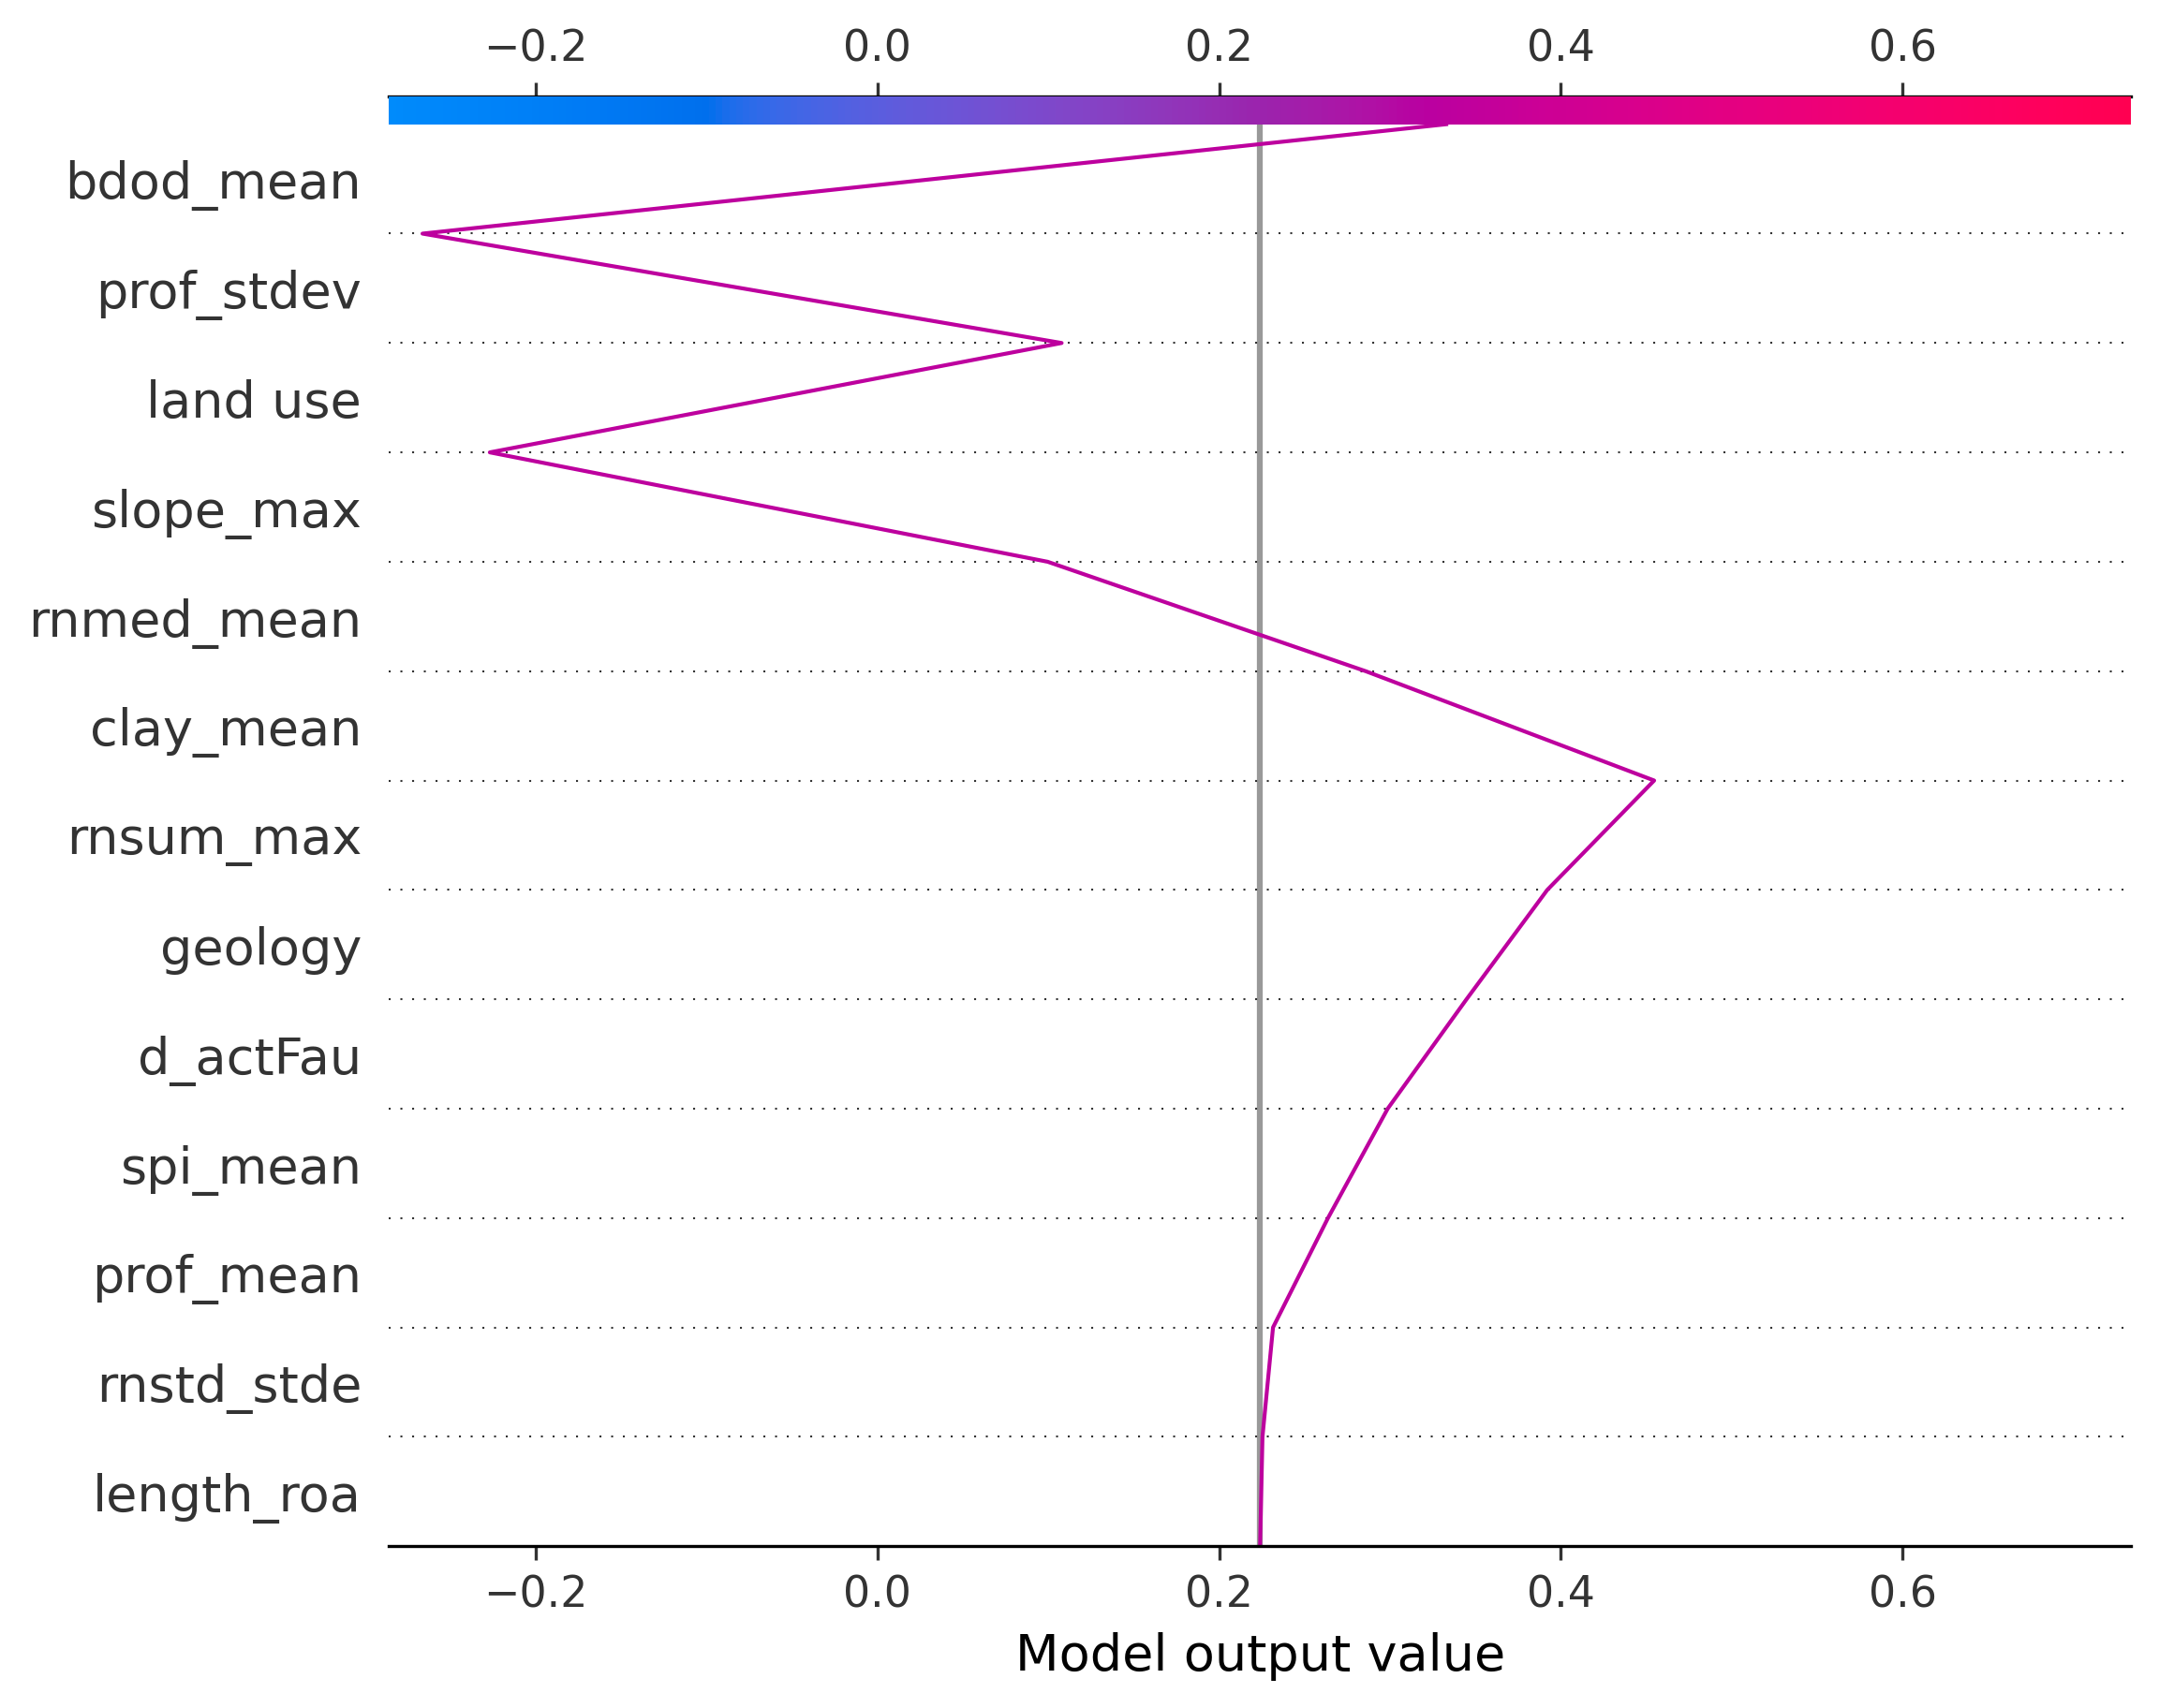 −0.2 0.0 0.2 0.4 0.6
bdod_mean
prof_stdev
land use
slope_max
rnmed_mean
clay_mean
rnsum_max
geology
d_actFau
spi_mean
prof_mean
rnstd_stde
length_roa
−0.2 0.0 0.2 0.4 0.6
Model output value